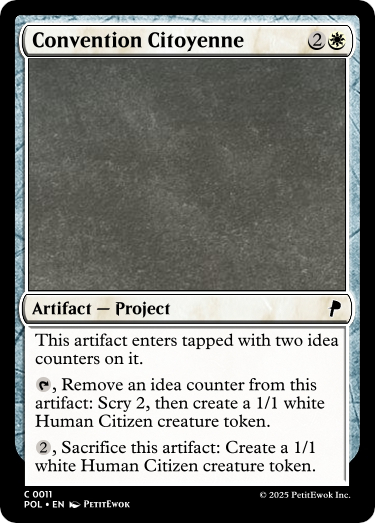 Convention Citoyenne 2
Artifact — Project
This artifact enters tapped with two idea
counters on it.
, Remove an idea counter from this
artifact: Scry 2, then create a 1/1 white
Human Citizen creature token.
2, Sacrifice this artifact: Create a 1/1
white Human Citizen creature token.
C 0011
POL • EN PetitEwok
© 2025 PetitEwok Inc.